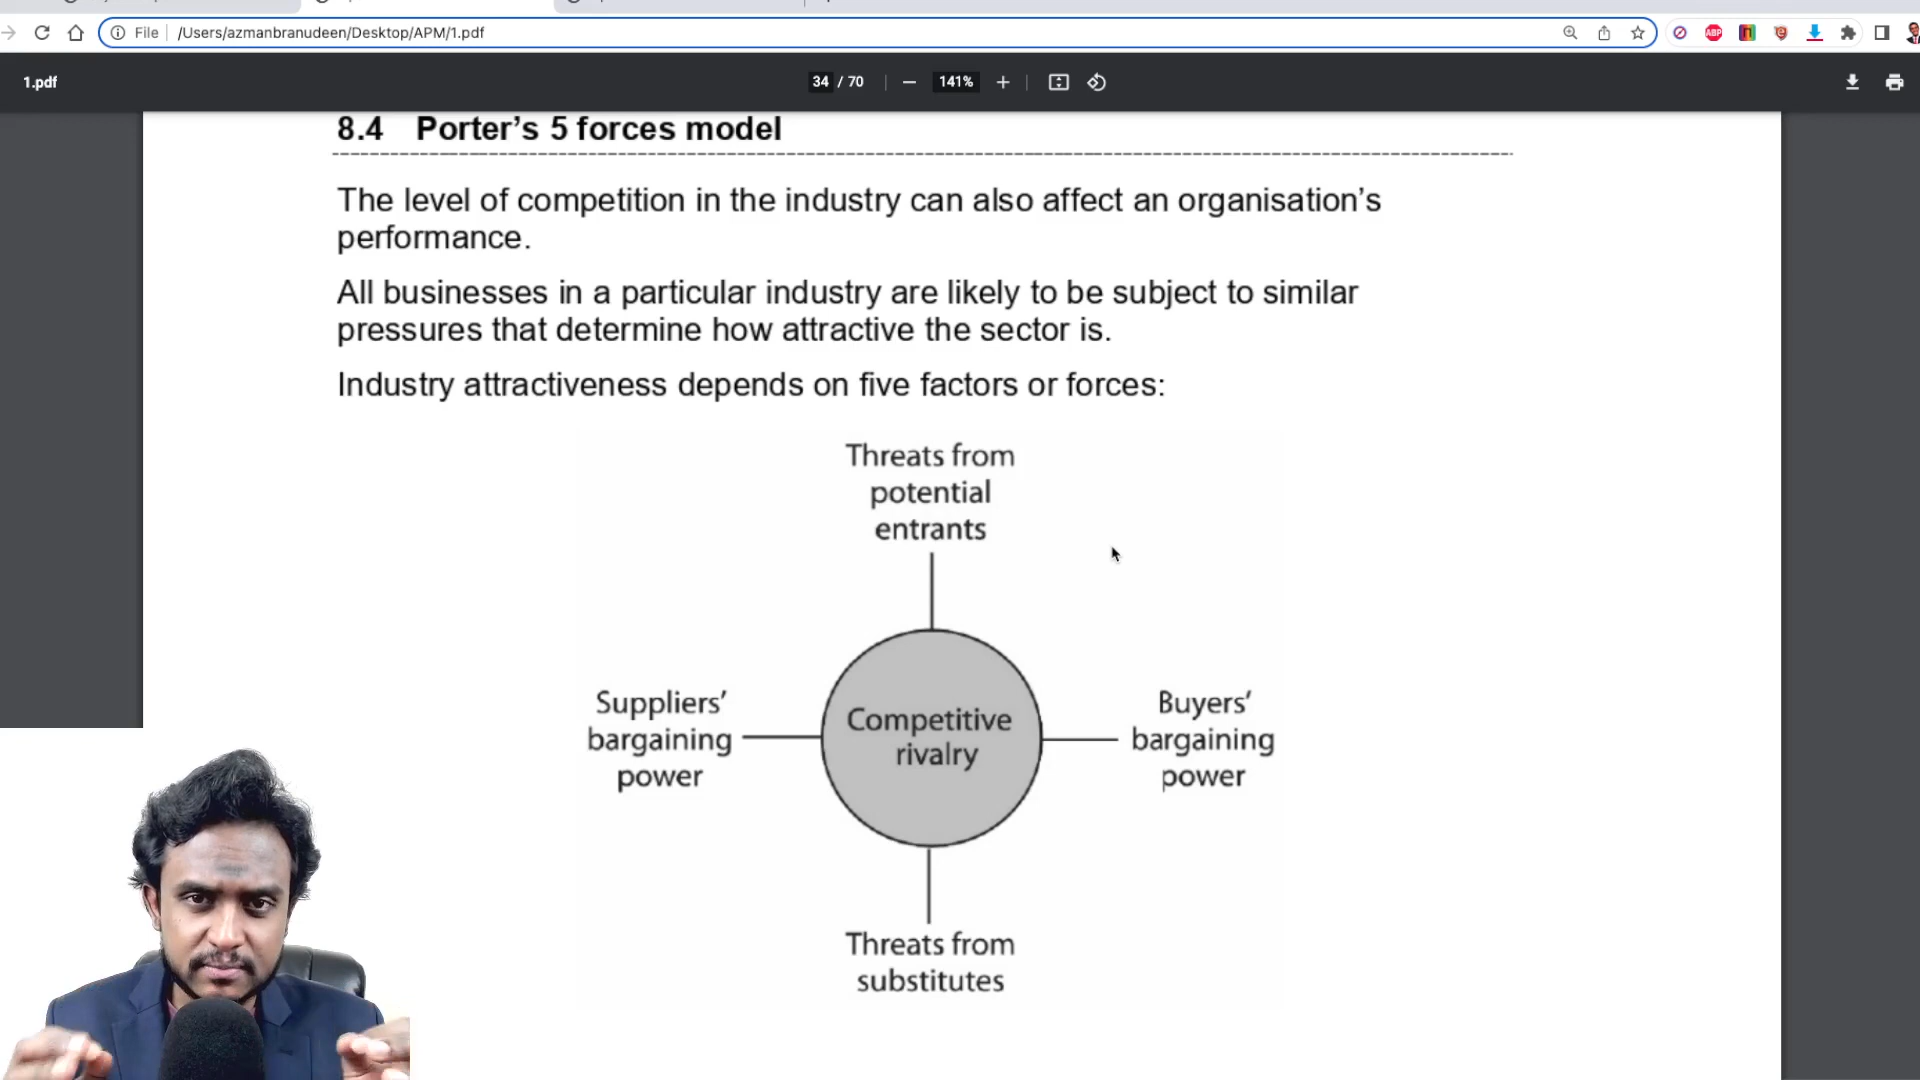 File
/Users/azmanbranudeen/Desktop/APM/1.pdf
ABP
1.pdf
34 / 70
141%
8.4 Porter's 5 forces model
The level of competition in the industry can also affect an organisation's
performance.
All businesses in a particular industry are likely to be subject to similar
pressures that determine how attractive the sector is.
Industry attractiveness depends on five factors or forces:
Threats from
potential
entrants
Suppliers'
bargaining
power
Competitive
rivalry
Buyers'
bargaining
power
Threats from
substitutes